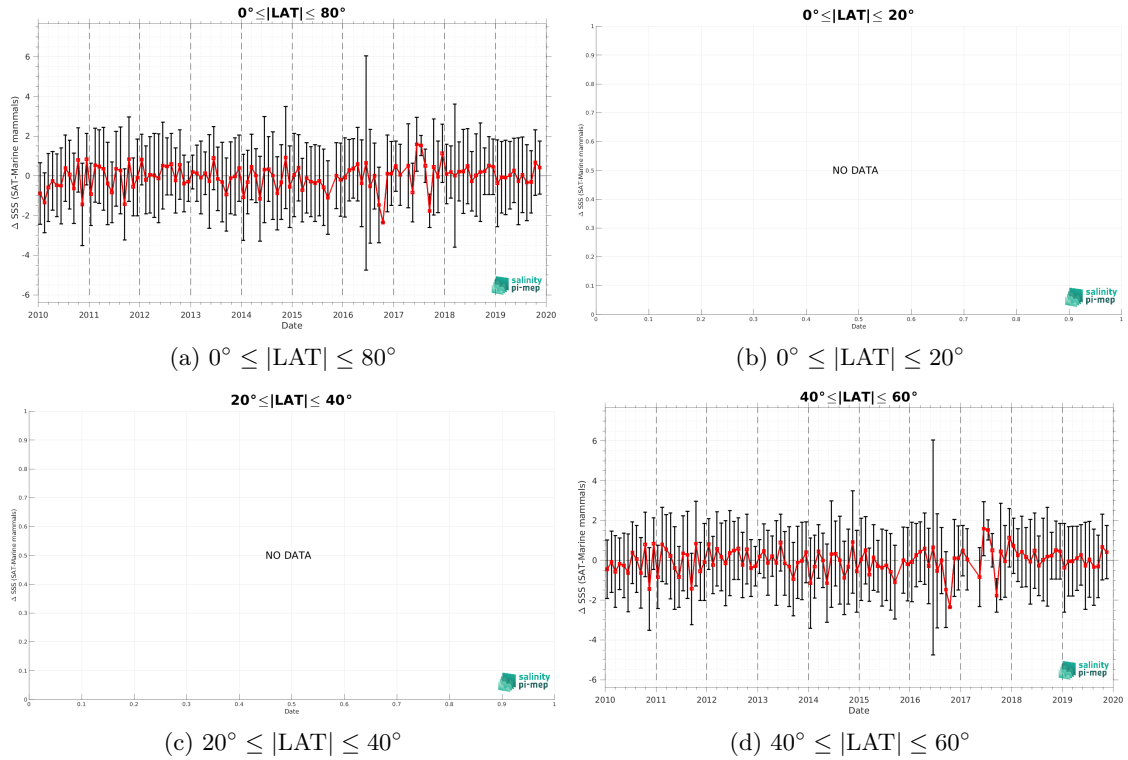 0°≤|LAT|≤ 80°
Δ SSS (SAT-Marine mammals)
6
4
2
0
-2
-4
-6
2010 2011 2012 2013 2014 2015 2016 2017 2018 2019 2020
Date
salinity
pi-mep
(a) 0° ≤ |LAT| ≤ 80°
0°≤|LAT|≤ 20°
Δ SSS (SAT-Marine mammals)
1
0.9
0.8
0.7
0.6
0.5
0.4
0.3
0.2
0.1
0
NO DATA
0 0.1 0.2 0.3 0.4 0.5 0.6 0.7 0.8 0.9 1
Date
salinity
pi-mep
(b) 0° ≤ |LAT| ≤ 20°
20°≤|LAT|≤ 40°
Δ SSS (SAT-Marine mammals)
1
0.9
0.8
0.7
0.6
0.5
0.4
0.3
0.2
0.1
0
NO DATA
0 0.1 0.2 0.3 0.4 0.5 0.6 0.7 0.8 0.9 1
Date
salinity
pi-mep
(c) 20° ≤ |LAT| ≤ 40°
40°≤|LAT|≤ 60°
Δ SSS (SAT-Marine mammals)
6
4
2
0
-2
-4
-6
2010 2011 2012 2013 2014 2015 2016 2017 2018 2019 2020
Date
salinity
pi-mep
(d) 40° ≤ |LAT| ≤ 60°